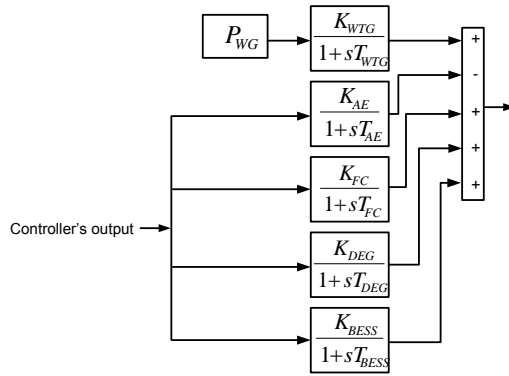 P_WG
K_WTG
1+sT_WTG
+
-
K_AE
1+sT_AE
+
K_FC
1+sT_FC
+
+
Controller's output
K_DEG
1+sT_DEG
K_BESS
1+sT_BESS